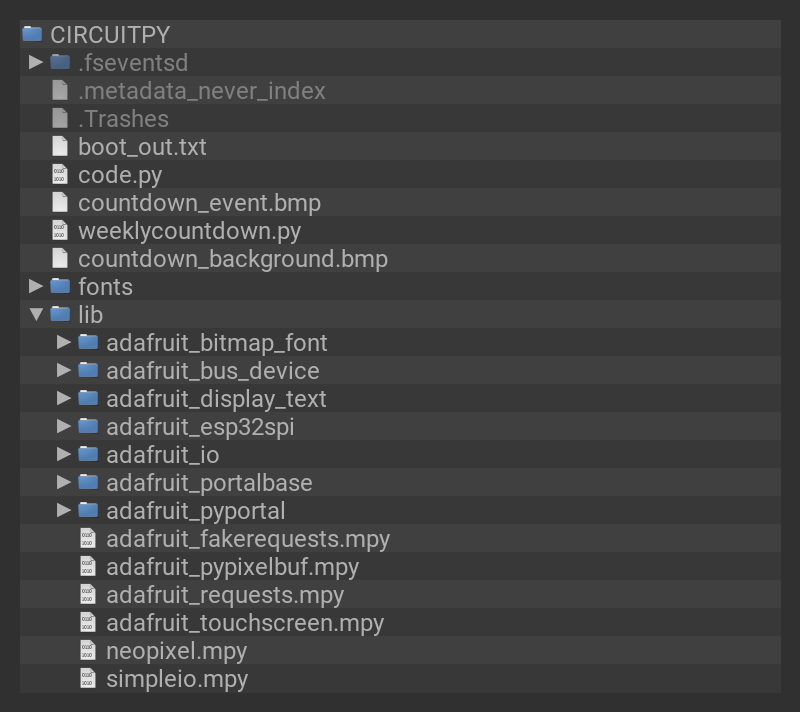 CIRCUITPY
.fseventsd
.metadata_never_index
.Trashes
boot_out.txt
code.py
countdown_event.bmp
weeklycountdown.py
countdown_background.bmp
fonts
lib
adafruit_bitmap_font
adafruit_bus_device
adafruit_display_text
adafruit_esp32spi
adafruit_io
adafruit_portalbase
adafruit_pyportal
adafruit_fakerequests.mpy
adafruit_pypixelbuf.mpy
adafruit_requests.mpy
adafruit_touchscreen.mpy
neopixel.mpy
simpleio.mpy